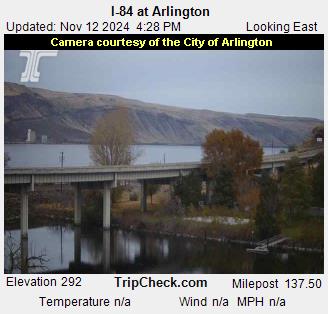 I-84 at Arlington
Updated: Nov 12 2024 4:28 PM Looking East
Camera courtesy of the City of Arlington
Elevation 292 TripCheck.com Milepost 137.50
Temperature n/a Wind n/a MPH n/a